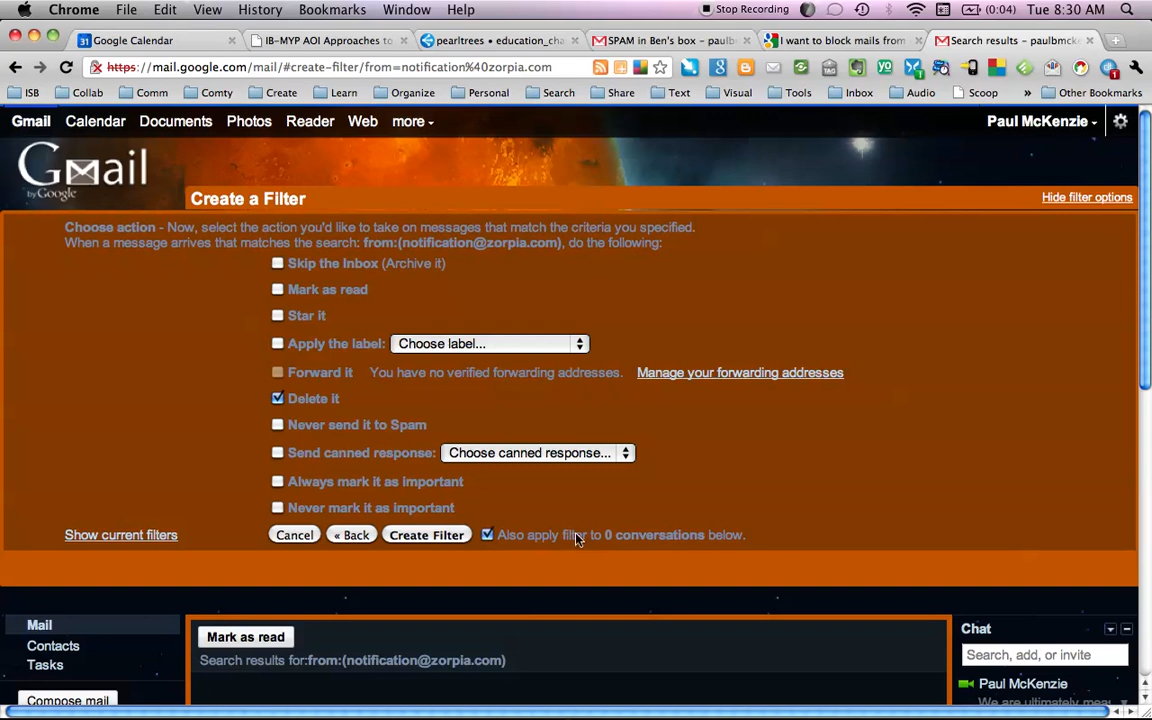 Chrome File Edit View History Bookmarks Window Help Stop Recording (0:04) Tue 8:30 AM
Google Calendar IB-MYP AOI Approaches to pearltrees • education_cha SPAM in Ben's box – paulb I want to block mails from Search results – paulbmcke
https://mail.google.com/mail/#create-filter/from=notification%40zorpia.com
ISB Collab Comm Comty Create Learn Organize Personal Search Share Text Visual Tools Inbox Audio Scoop » Other Bookmarks
Gmail Calendar Documents Photos Reader Web more Paul McKenzie
Gmail
by Google
Create a Filter Hide filter options
Choose action - Now, select the action you'd like to take on messages that match the criteria you specified.
When a message arrives that matches the search: from:(notification@zorpia.com), do the following:
Skip the Inbox (Archive it)
Mark as read
Star it
Apply the label: Choose label...
Forward it You have no verified forwarding addresses. Manage your forwarding addresses
Delete it
Never send it to Spam
Send canned response: Choose canned response...
Always mark it as important
Never mark it as important
Show current filters Cancel « Back Create Filter Also apply filter to 0 conversations below.
Mail
Contacts
Tasks
Compose mail
Mark as read
Search results for:from:(notification@zorpia.com)
Chat
Search, add, or invite
Paul McKenzie
We are ultimately mea